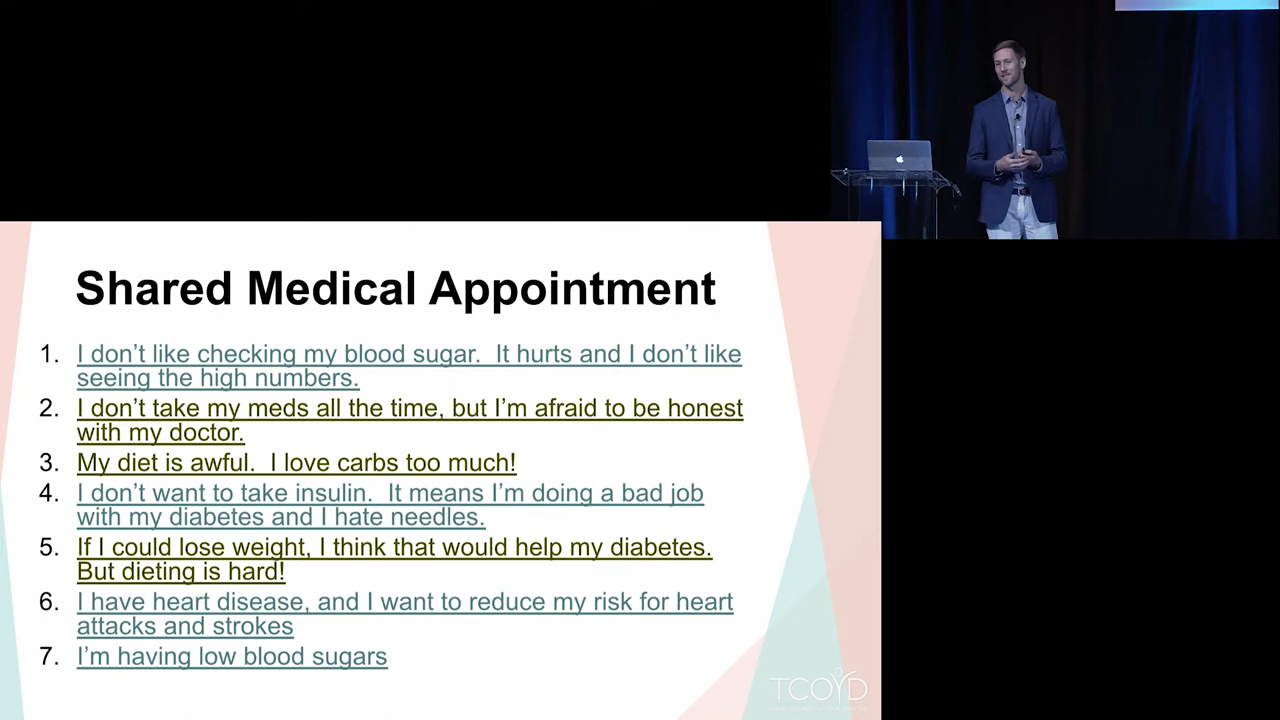 Shared Medical Appointment
1. I don’t like checking my blood sugar.  It hurts and I don’t like
seeing the high numbers.
2. I don’t take my meds all the time, but I’m afraid to be honest
with my doctor.
3. My diet is awful.  I love carbs too much!
4. I don’t want to take insulin.  It means I’m doing a bad job
with my diabetes and I hate needles.
5. If I could lose weight, I think that would help my diabetes.
But dieting is hard!
6. I have heart disease, and I want to reduce my risk for heart
attacks and strokes
7. I’m having low blood sugars
TCOYD